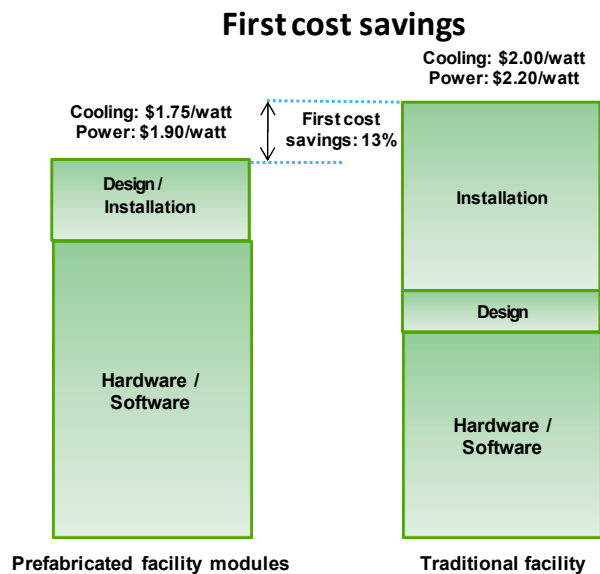 First cost savings
Cooling: $1.75/watt
Power: $1.90/watt
First cost
savings: 13%
Cooling: $2.00/watt
Power: $2.20/watt
Design /
Installation
Hardware /
Software
Installation
Design
Hardware /
Software
Prefabricated facility modules
Traditional facility